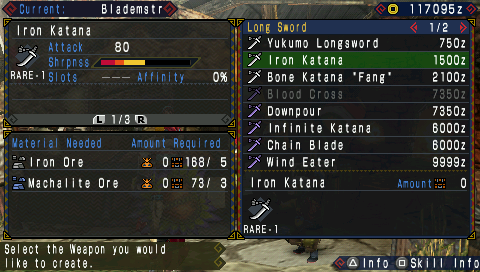 Current: Blademstr
117095z
Iron Katana
Attack 80
Shrpnss
RARE-1 Slots --- Affinity 0%
L 1/3 R
Material Needed Amount Required
Iron Ore 0 168/ 5
Machalite Ore 0 73/ 3
Select the Weapon you would
like to create.
Long Sword 1/2
Yukumo Longsword 750z
Iron Katana 1500z
Bone Katana "Fang" 2100z
Blood Cross 7350z
Downpour 7350z
Infinite Katana 6000z
Chain Blade 6000z
Wind Eater 9999z
Iron Katana Amount 0
RARE-1
Info Skill Info